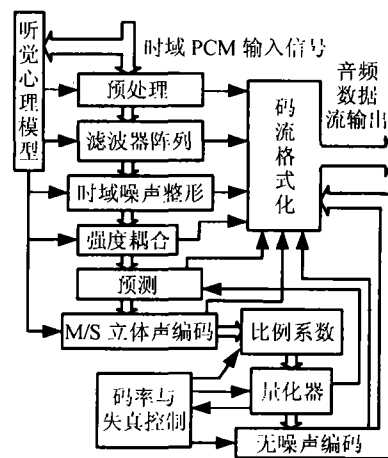 听觉心理模型
时域 PCM 输入信号
预处理
滤波器阵列
时域噪声整形
强度耦合
预测
M/S 立体声编码
码流格式化
音频
数据
流输出
比例系数
量化器
无噪声编码
码率与
失真控制